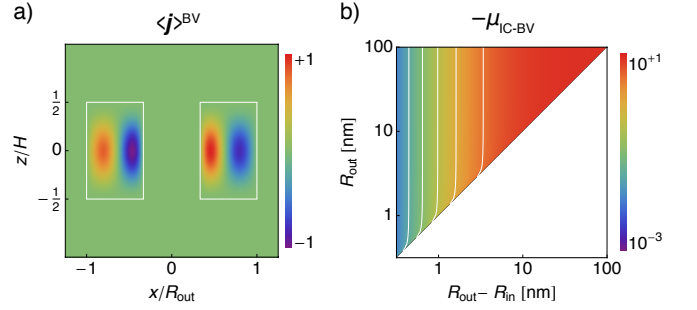 a)
⟨j⟩^BV
+1
−1
1/2
0
−1/2
z/H
−1
0
1
x/R_out
b)
−μ_IC-BV
100
10
1
R_out [nm]
10^+1
10^−3
1
10
100
R_out − R_in [nm]